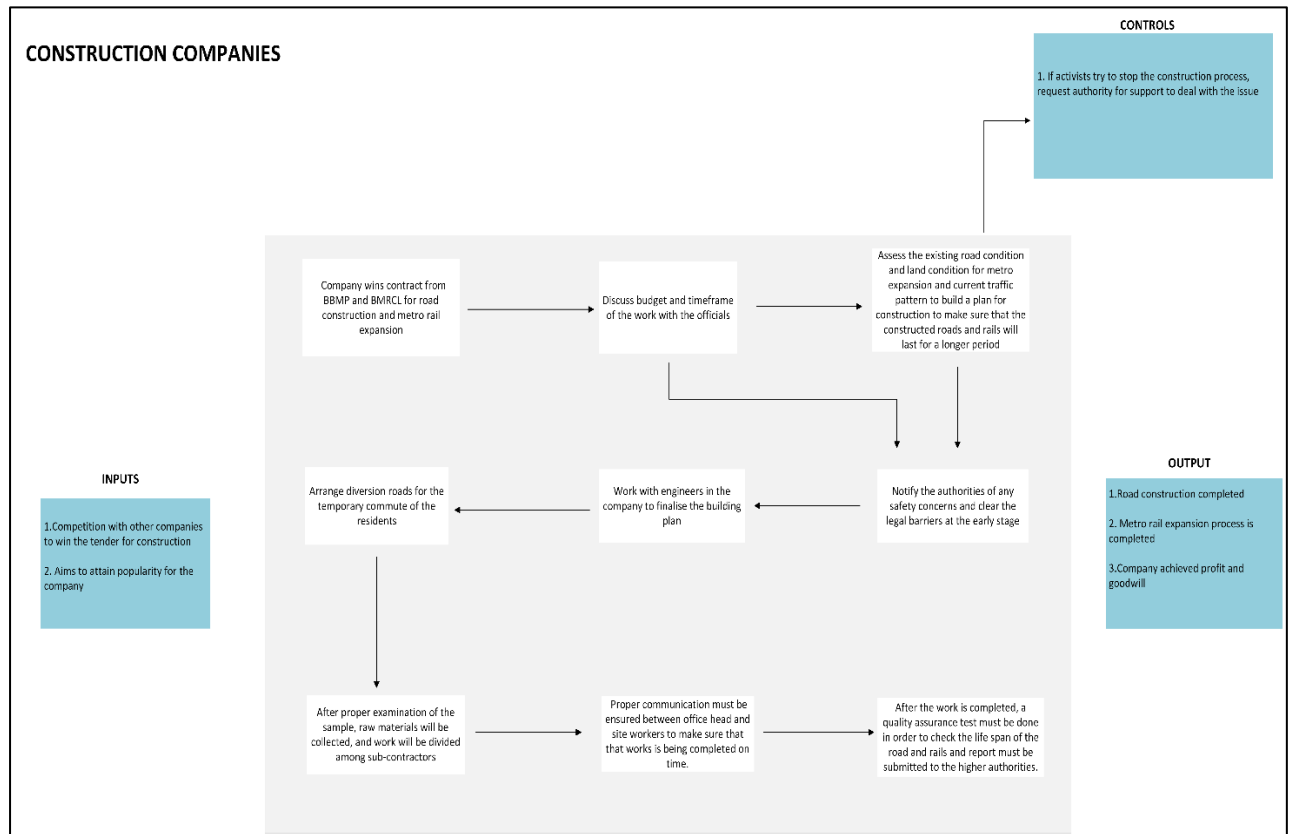 CONTROLS
CONSTRUCTION COMPANIES
1. If activists try to stop the construction process,
request authority for support to deal with the issue
Company wins contract from
BBMP and BMRCL for road
construction and metro rail
expansion
Discuss budget and timeframe
of the work with the officials
Assess the existing road condition
and land condition for metro
expansion and current traffic
pattern to build a plan for
construction to make sure that the
constructed roads and rails will
last for a longer period
INPUTS
1.Competition with other companies
to win the tender for construction
2. Aims to attain popularity for the
company
Arrange diversion roads for the
temporary commute of the
residents
Work with engineers in the
company to finalise the building
plan
Notify the authorities of any
safety concerns and clear the
legal barriers at the early stage
OUTPUT
1.Road construction completed
2. Metro rail expansion process is
completed
3.Company achieved profit and
goodwill
After proper examination of the
sample, raw materials will be
collected, and work will be divided
among sub-contractors
Proper communication must be
ensured between office head and
site workers to make sure that
that works is being completed on
time.
After the work is completed, a
quality assurance test must be done
in order to check the life span of the
road and rails and report must be
submitted to the higher authorities.